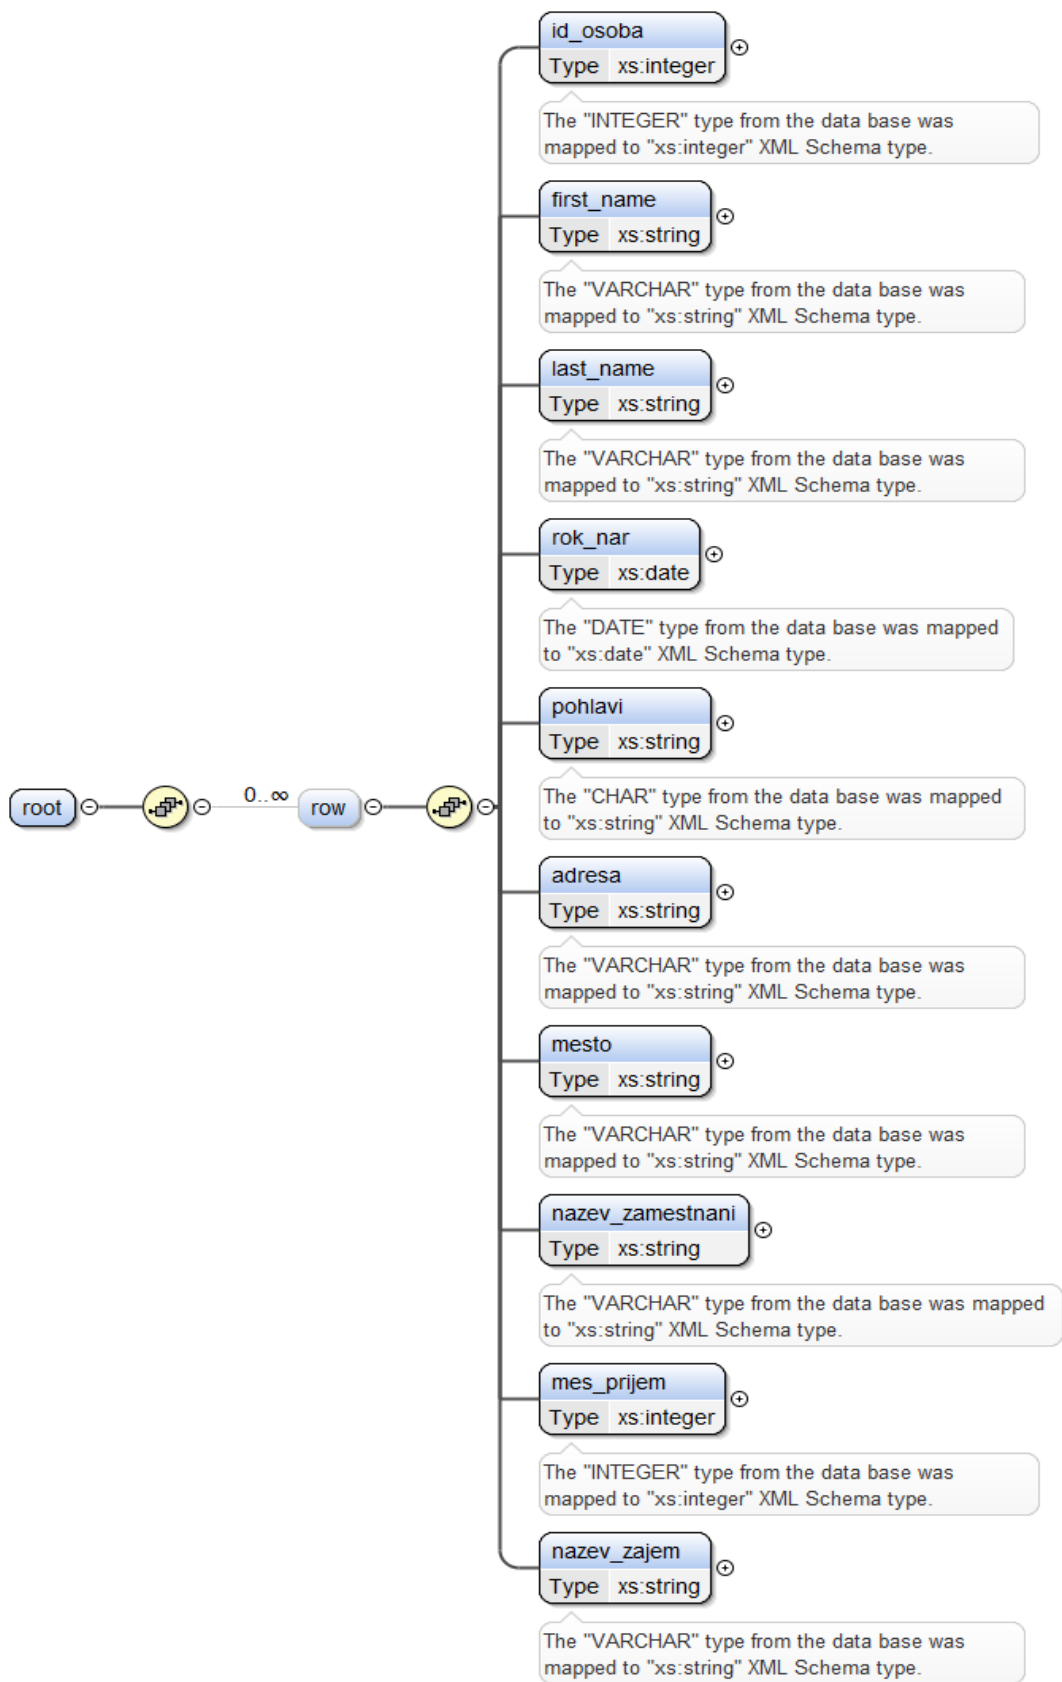 id_osoba
Type xs:integer
The "INTEGER" type from the data base was
mapped to "xs:integer" XML Schema type.
first_name
Type xs:string
The "VARCHAR" type from the data base was
mapped to "xs:string" XML Schema type.
last_name
Type xs:string
The "VARCHAR" type from the data base was
mapped to "xs:string" XML Schema type.
rok_nar
Type xs:date
The "DATE" type from the data base was mapped
to "xs:date" XML Schema type.
pohlavi
Type xs:string
root 0..∞ row
The "CHAR" type from the data base was mapped
to "xs:string" XML Schema type.
adresa
Type xs:string
The "VARCHAR" type from the data base was
mapped to "xs:string" XML Schema type.
mesto
Type xs:string
The "VARCHAR" type from the data base was
mapped to "xs:string" XML Schema type.
nazev_zamestnani
Type xs:string
The "VARCHAR" type from the data base was mapped
to "xs:string" XML Schema type.
mes_prijem
Type xs:integer
The "INTEGER" type from the data base was
mapped to "xs:integer" XML Schema type.
nazev_zajem
Type xs:string
The "VARCHAR" type from the data base was
mapped to "xs:string" XML Schema type.